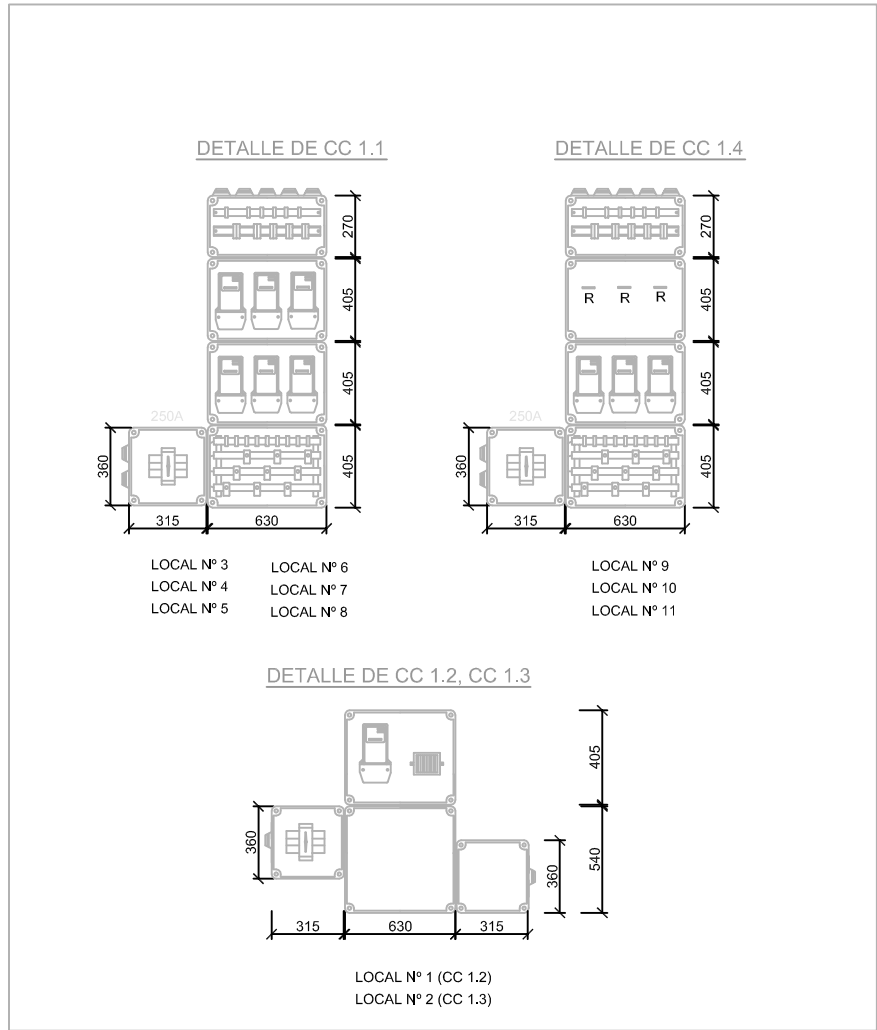 DETALLE DE CC 1.1
270
405
405
250A
360
405
315
630
LOCAL Nº 3
LOCAL Nº 4
LOCAL Nº 5
LOCAL Nº 6
LOCAL Nº 7
LOCAL Nº 8
DETALLE DE CC 1.4
270
R R R
405
405
250A
360
405
315
630
LOCAL Nº 9
LOCAL Nº 10
LOCAL Nº 11
DETALLE DE CC 1.2, CC 1.3
405
360
540
360
315
630
315
LOCAL Nº 1 (CC 1.2)
LOCAL Nº 2 (CC 1.3)